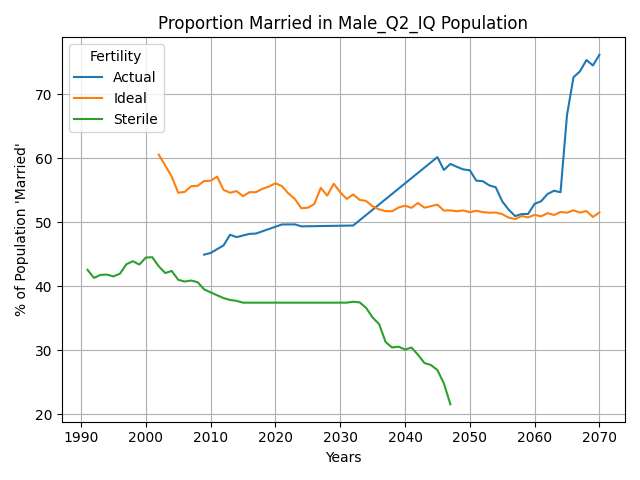 Proportion Married in Male_Q2_IQ Population
Fertility
Actual
Ideal
Sterile
% of Population 'Married'
70
60
50
40
30
20
1990 2000 2010 2020 2030 2040 2050 2060 2070
Years